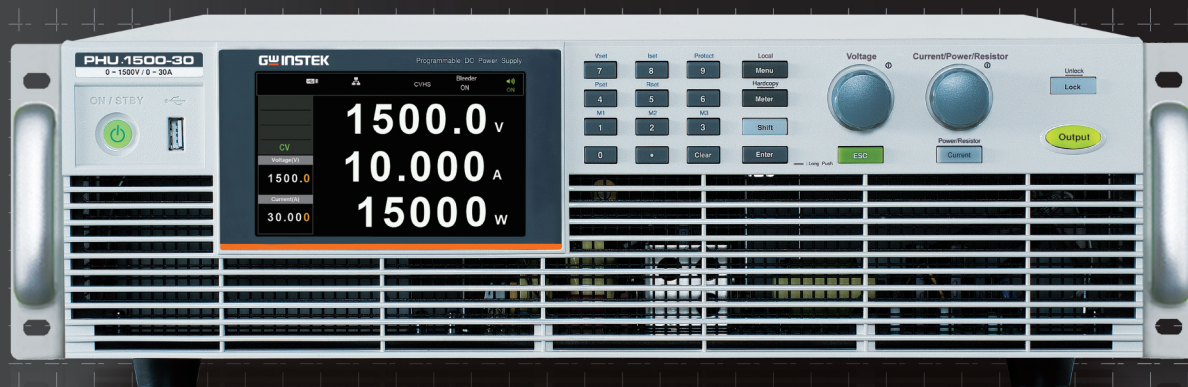 PHU 1500-30
0 ~ 1500V / 0 ~ 30A
ON / STBY
GWINSTEK
Programmable DC Power Supply
CVHS
Bleeder
ON
ON
1500.0 V
10.000 A
15000 W
CV
Voltage(V)
1500.0
Current(A)
30.000
Vset
Iset
Protect
Local
7
8
9
Menu
Pset
Rset
Hardcopy
4
5
6
Meter
M1
M2
M3
1
2
3
Shift
0
•
Clear
Enter
: Long Push
Voltage
Current/Power/Resistor
ESC
Power/Resistor
Current
Unlock
Lock
Output